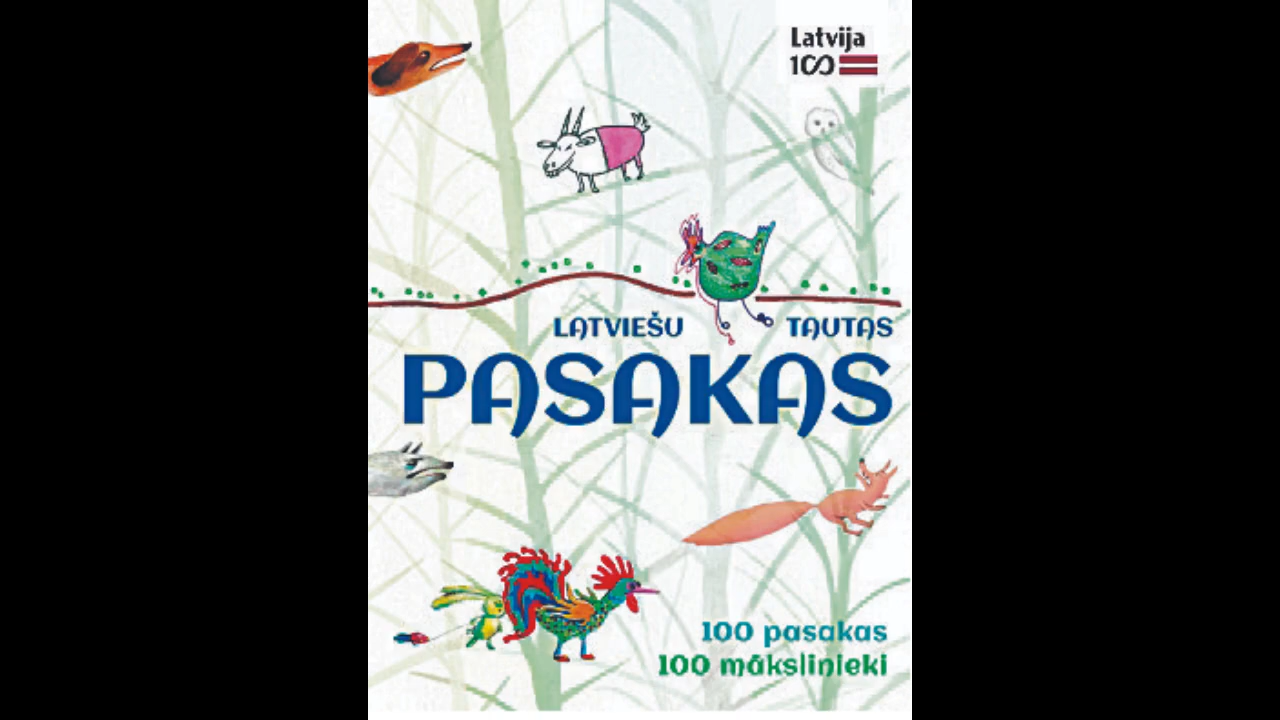 Latvija
100
LATVIEŠU TAUTAS
PASAKAS
100 pasakas
100 mākslinieki